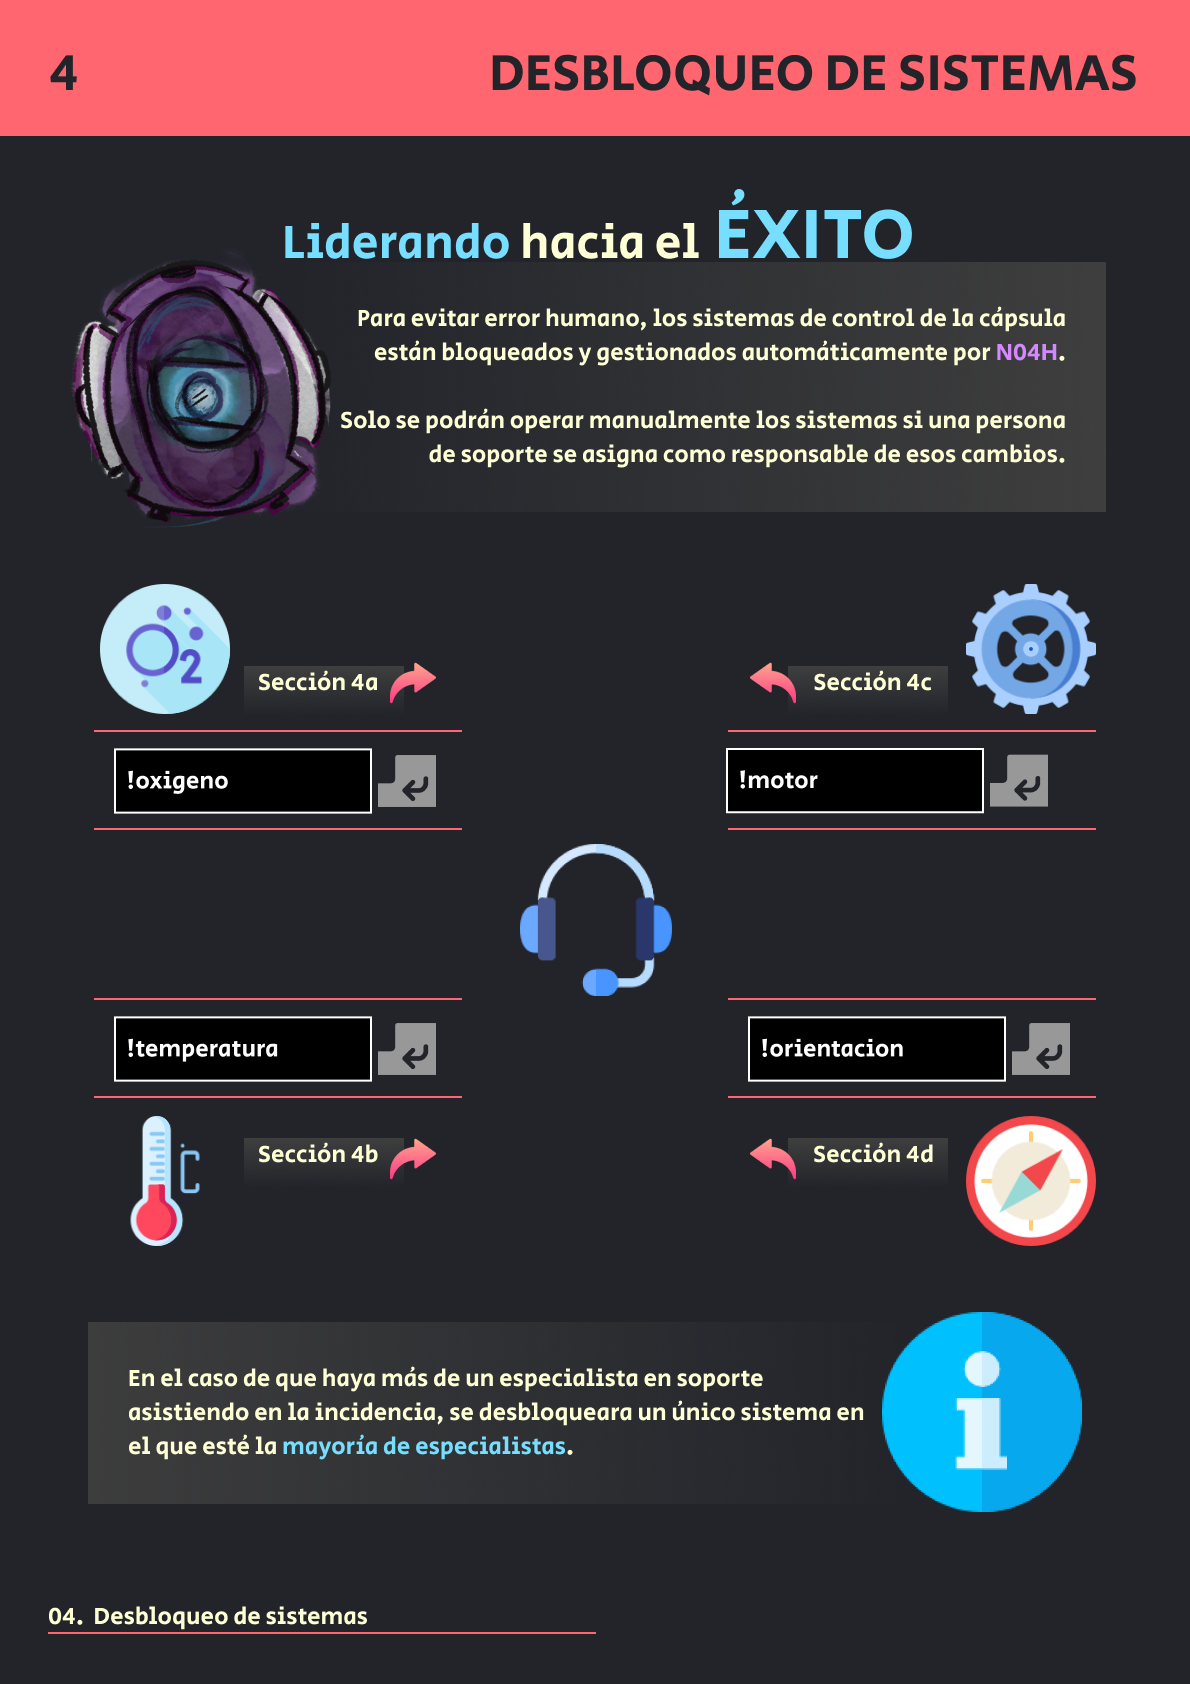 4
DESBLOQUEO DE SISTEMAS
Liderando hacia el ÉXITO
Para evitar error humano, los sistemas de control de la cápsula
están bloqueados y gestionados automáticamente por N04H.
Solo se podrán operar manualmente los sistemas si una persona
de soporte se asigna como responsable de esos cambios.
O2
Sección 4a
Sección 4c
!oxigeno
!motor
!temperatura
!orientacion
C
Sección 4b
Sección 4d
En el caso de que haya más de un especialista en soporte
asistiendo en la incidencia, se desbloqueara un único sistema en
el que esté la mayoría de especialistas.
i
04. Desbloqueo de sistemas